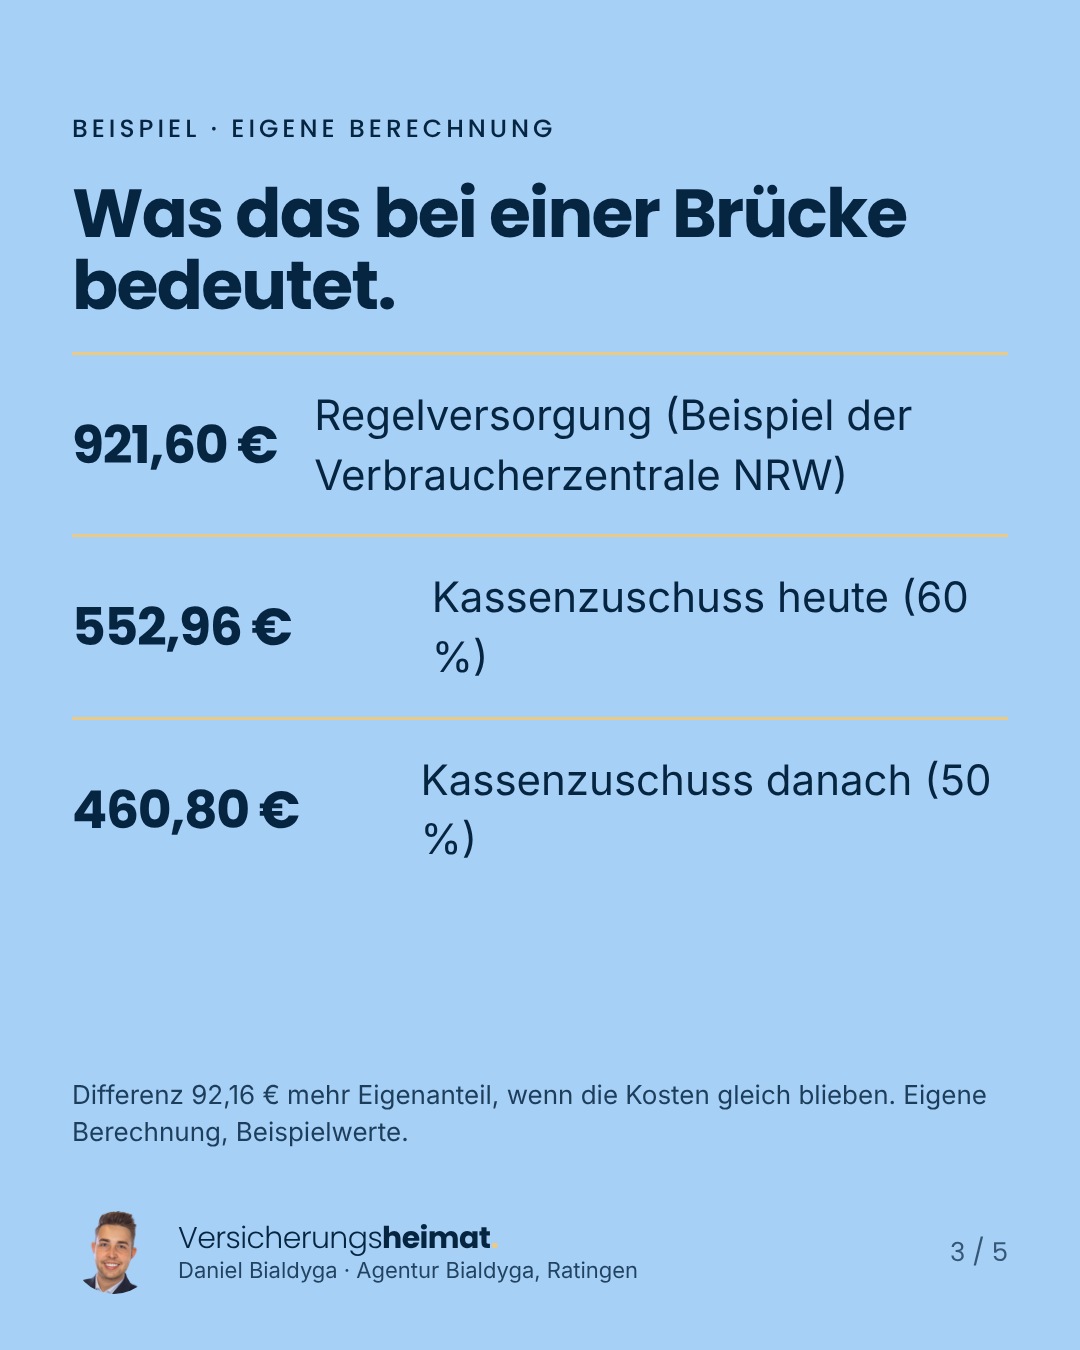 BEISPIEL · EIGENE BERECHNUNG
Was das bei einer Brücke
bedeutet.
921,60 €
Regelversorgung (Beispiel der
Verbraucherzentrale NRW)
552,96 €
Kassenzuschuss heute (60
%)
460,80 €
Kassenzuschuss danach (50
%)
Differenz 92,16 € mehr Eigenanteil, wenn die Kosten gleich blieben. Eigene
Berechnung, Beispielwerte.
Versicherungsheimat.
Daniel Bialdyga · Agentur Bialdyga, Ratingen
3 / 5